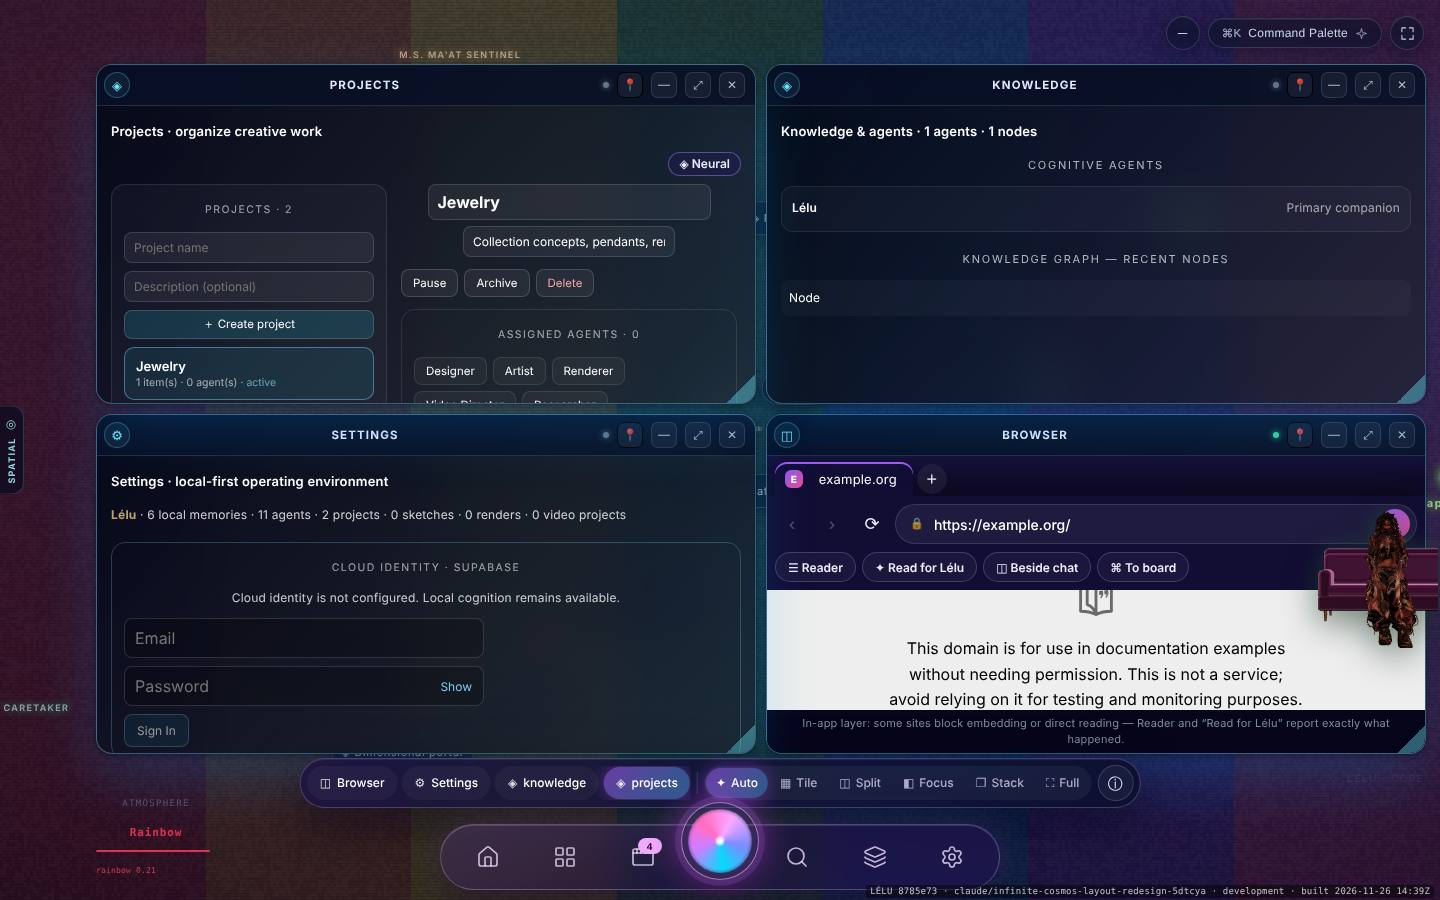 ⌘K Command Palette
M.S. MA'AT SENTINEL
PROJECTS
Projects · organize creative work
Neural
PROJECTS · 2
Project name
Description (optional)
+ Create project
Jewelry
1 item(s) · 0 agent(s) · active
Jewelry
Collection concepts, pendants, rer
Pause Archive Delete
ASSIGNED AGENTS · 0
Designer Artist Renderer
KNOWLEDGE
Knowledge & agents · 1 agents · 1 nodes
COGNITIVE AGENTS
Lélu Primary companion
KNOWLEDGE GRAPH — RECENT NODES
Node
SPATIAL
SETTINGS
Settings · local-first operating environment
Lélu · 6 local memories · 11 agents · 2 projects · 0 sketches · 0 renders · 0 video projects
CLOUD IDENTITY · SUPABASE
Cloud identity is not configured. Local cognition remains available.
Email
Password Show
Sign In
BROWSER
E example.org +
https://example.org/
Reader Read for Lélu Beside chat ⌘ To board
This domain is for use in documentation examples
without needing permission. This is not a service;
avoid relying on it for testing and monitoring purposes.
In-app layer: some sites block embedding or direct reading — Reader and “Read for Lélu” report exactly what
happened.
CARETAKER
Browser Settings knowledge projects Auto Tile Split Focus Stack Full
ATMOSPHERE
Rainbow
rainbow 0.21
4
LÉLU 8785e73 · claude/infinite-cosmos-layout-redesign-5dtcya · development · built 2026-11-26 14:39Z